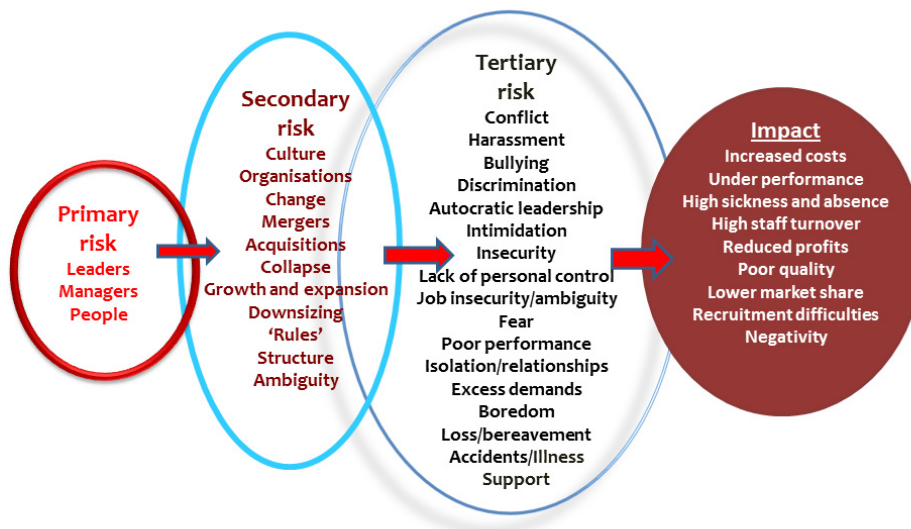 Primary
risk
Leaders
Managers
People
Secondary
risk
Culture
Organisations
Change
Mergers
Acquisitions
Collapse
Growth and expansion
Downsizing
‘Rules’
Structure
Ambiguity
Tertiary
risk
Conflict
Harassment
Bullying
Discrimination
Autocratic leadership
Intimidation
Insecurity
Lack of personal control
Job insecurity/ambiguity
Fear
Poor performance
Isolation/relationships
Excess demands
Boredom
Loss/bereavement
Accidents/Illness
Support
Impact
Increased costs
Under performance
High sickness and absence
High staff turnover
Reduced profits
Poor quality
Lower market share
Recruitment difficulties
Negativity